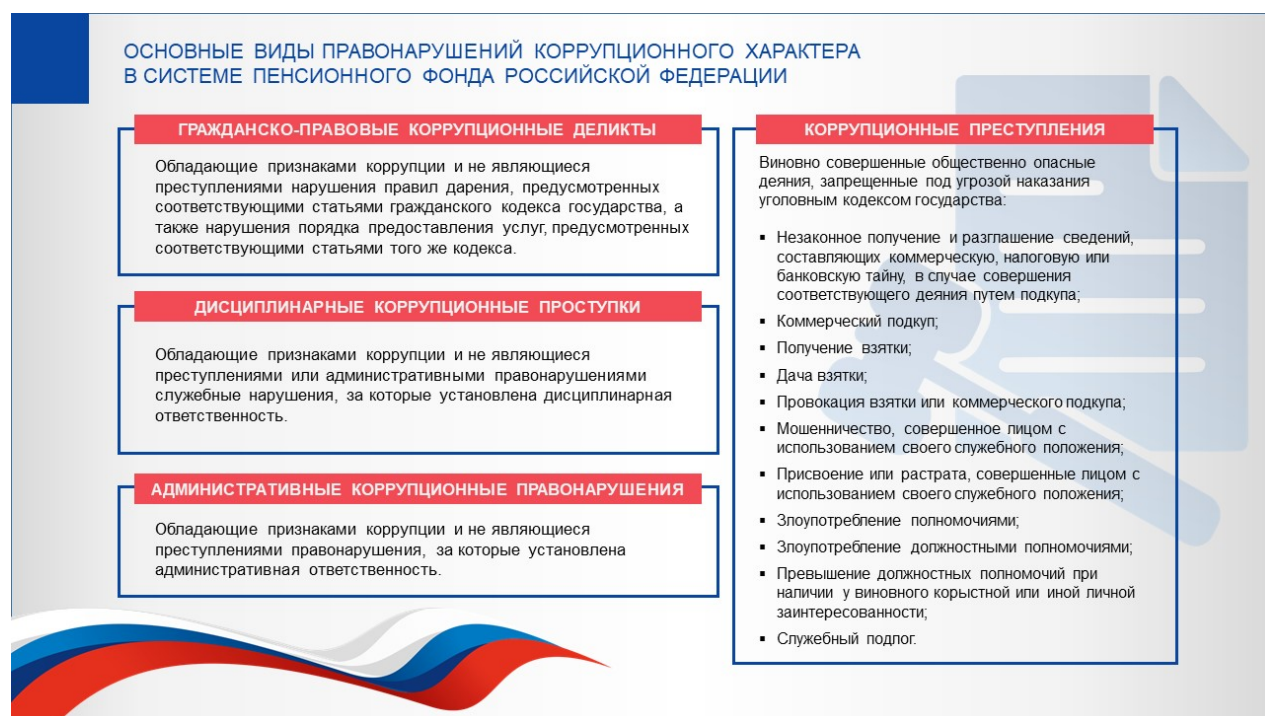 ОСНОВНЫЕ ВИДЫ ПРАВОНАРУШЕНИЙ КОРРУПЦИОННОГО ХАРАКТЕРА
В СИСТЕМЕ ПЕНСИОННОГО ФОНДА РОССИЙСКОЙ ФЕДЕРАЦИИ
ГРАЖДАНСКО-ПРАВОВЫЕ КОРРУПЦИОННЫЕ ДЕЛИКТЫ
Обладающие признаками коррупции и не являющиеся
преступлениями нарушения правил дарения, предусмотренных
соответствующими статьями гражданского кодекса государства, а
также нарушения порядка предоставления услуг, предусмотренных
соответствующими статьями того же кодекса.
ДИСЦИПЛИНАРНЫЕ КОРРУПЦИОННЫЕ ПРОСТУПКИ
Обладающие признаками коррупции и не являющиеся
преступлениями или административными правонарушениями
служебные нарушения, за которые установлена дисциплинарная
ответственность.
АДМИНИСТРАТИВНЫЕ КОРРУПЦИОННЫЕ ПРАВОНАРУШЕНИЯ
Обладающие признаками коррупции и не являющиеся
преступлениями правонарушения, за которые установлена
административная ответственность.
КОРРУПЦИОННЫЕ ПРЕСТУПЛЕНИЯ
Виновно совершенные общественно опасные
деяния, запрещенные под угрозой наказания
уголовным кодексом государства:
▪ Незаконное получение и разглашение сведений,
составляющих коммерческую, налоговую или
банковскую тайну, в случае совершения
соответствующего деяния путем подкупа;
▪ Коммерческий подкуп;
▪ Получение взятки;
▪ Дача взятки;
▪ Провокация взятки или коммерческого подкупа;
▪ Мошенничество, совершенное лицом с
использованием своего служебного положения;
▪ Присвоение или растрата, совершенные лицом с
использованием своего служебного положения;
▪ Злоупотребление полномочиями;
▪ Злоупотребление должностными полномочиями;
▪ Превышение должностных полномочий при
наличии у виновного корыстной или иной личной
заинтересованности;
▪ Служебный подлог.